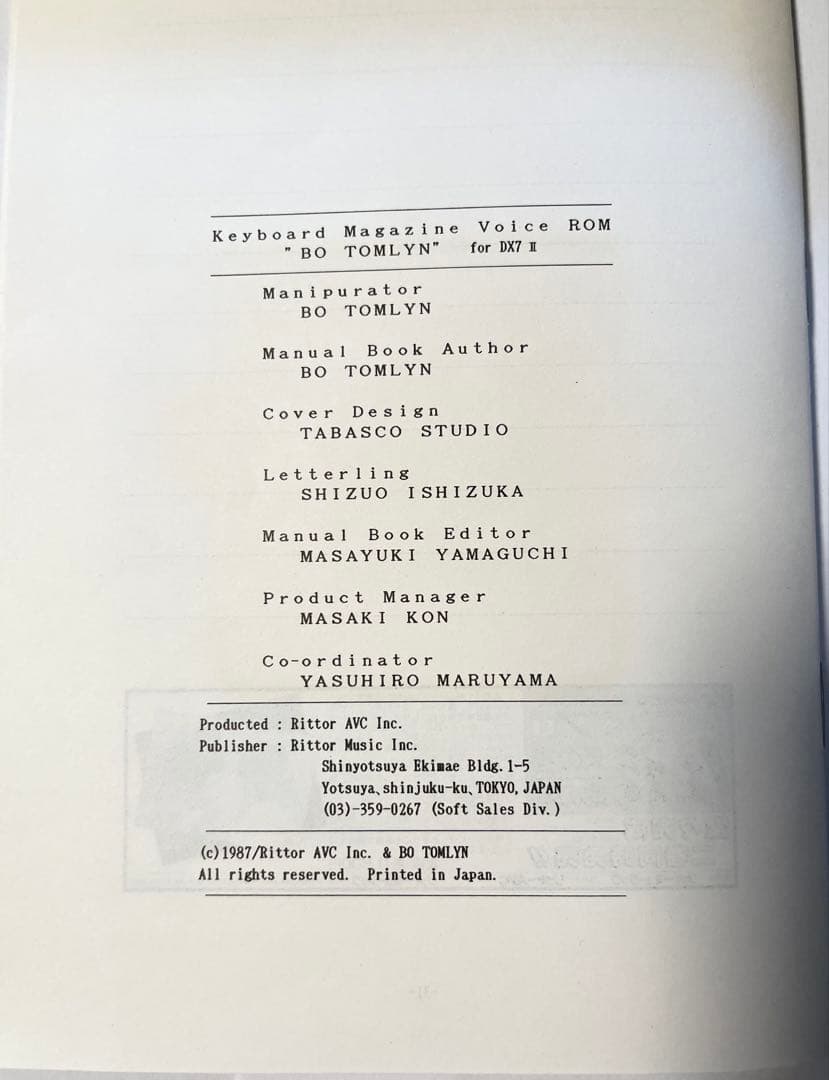 Keyboard Magazine Voice ROM
"BO TOMLYN" for DX7 Ⅱ
Manipurator
BO TOMLYN
Manual Book Author
BO TOMLYN
Cover Design
TABASCO STUDIO
Letterling
SHIZUO ISHIZUKA
Manual Book Editor
MASAYUKI YAMAGUCHI
Product Manager
MASAKI KON
Co-ordinator
YASUHIRO MARUYAMA
Producted : Rittor AVC Inc.
Publisher : Rittor Music Inc.
Shinyotsuya Ekimae Bldg. 1-5
Yotsuya、shinjuku-ku、TOKYO, JAPAN
(03)-359-0267 (Soft Sales Div.)
(c)1987/Rittor AVC Inc. & BO TOMLYN
All rights reserved. Printed in Japan.